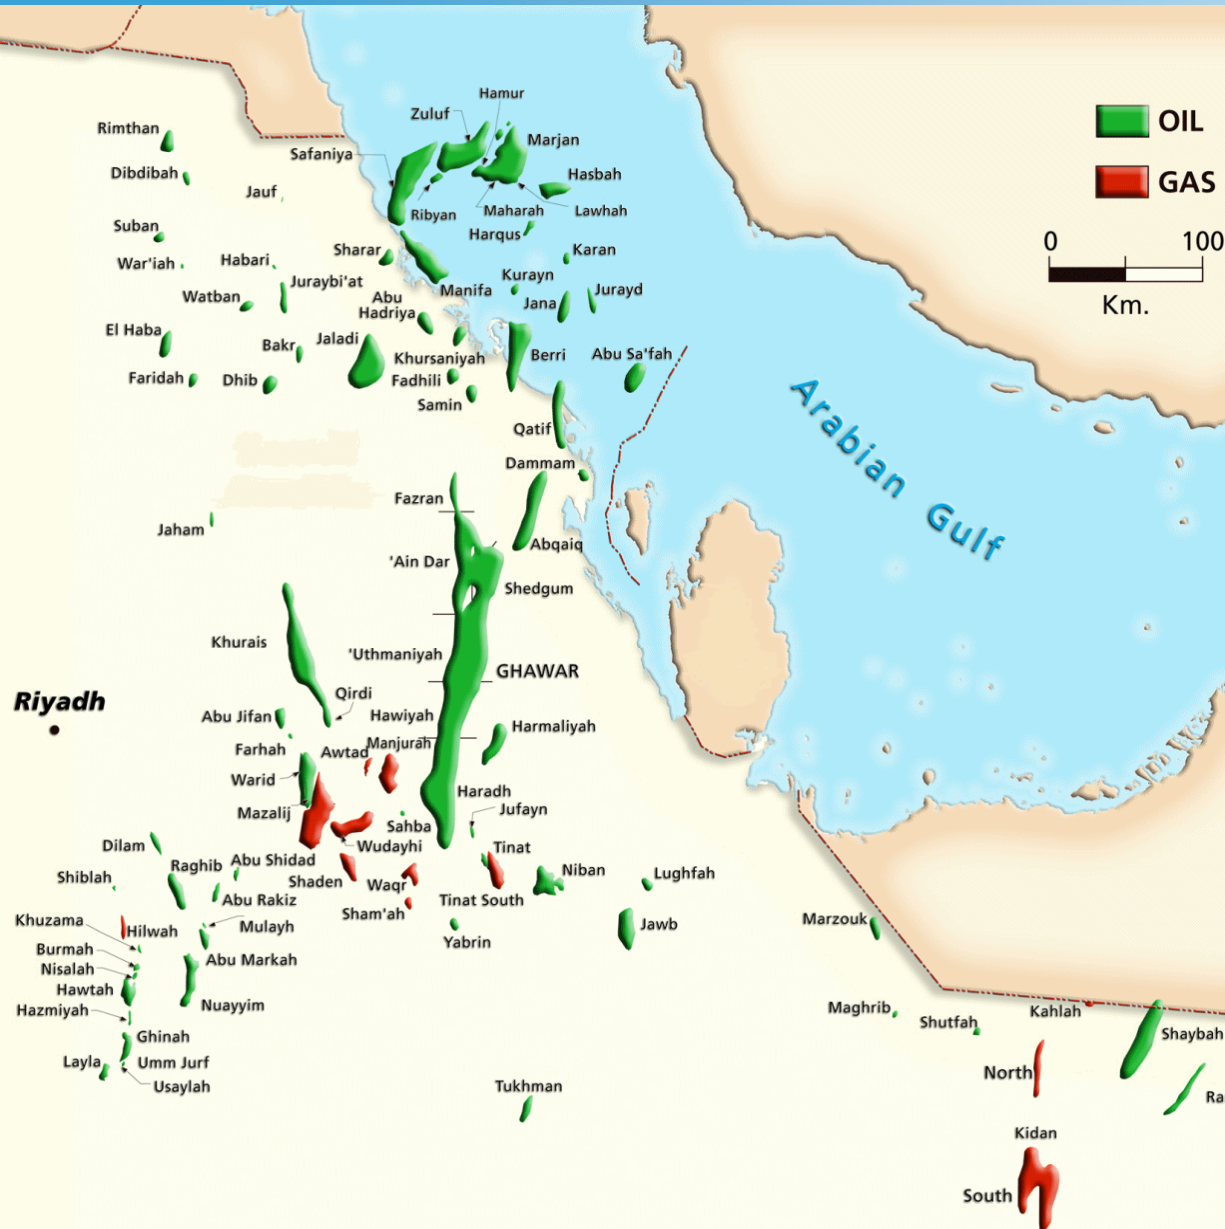 Hamur
Zuluf
OIL
Rimthan
Marjan
Safaniya
Dibdibah
Hasbah
GAS
Jauf
Ribyan
Maharah
Lawhah
Suban
Harqus
0
100
Sharar
Karan
War'iah
Habari
Kurayn
Juraybi'at
Manifa
Jurayd
Watban
Abu
Hadriya
Jana
Km.
El Haba
Bakr
Jaladi
Khursaniyah
Berri
Abu Sa'fah
Faridah
Dhib
Fadhili
Samin
Arabian Gulf
Qatif
Dammam
Fazran
Jaham
Abqaiq
'Ain Dar
Shedgum
Khurais
'Uthmaniyah
GHAWAR
Riyadh
Qirdi
Abu Jifan
Hawiyah
Harmaliyah
Farhah
Awtad
Manjurah
Warid
Haradh
Mazalij
Jufayn
Sahba
Dilam
Wudayhi
Tinat
Raghib
Abu Shidad
Niban
Lughfah
Shiblah
Shaden
Waqr
Abu Rakiz
Tinat South
Khuzama
Sham'ah
Marzouk
Hilwah
Mulayh
Jawb
Burmah
Yabrin
Nisalah
Abu Markah
Hawtah
Nuayyim
Maghrib
Kahlah
Hazmiyah
Shutfah
Ghinah
Shaybah
Layla
Umm Jurf
North
Usaylah
Tukhman
Ra
Kidan
South